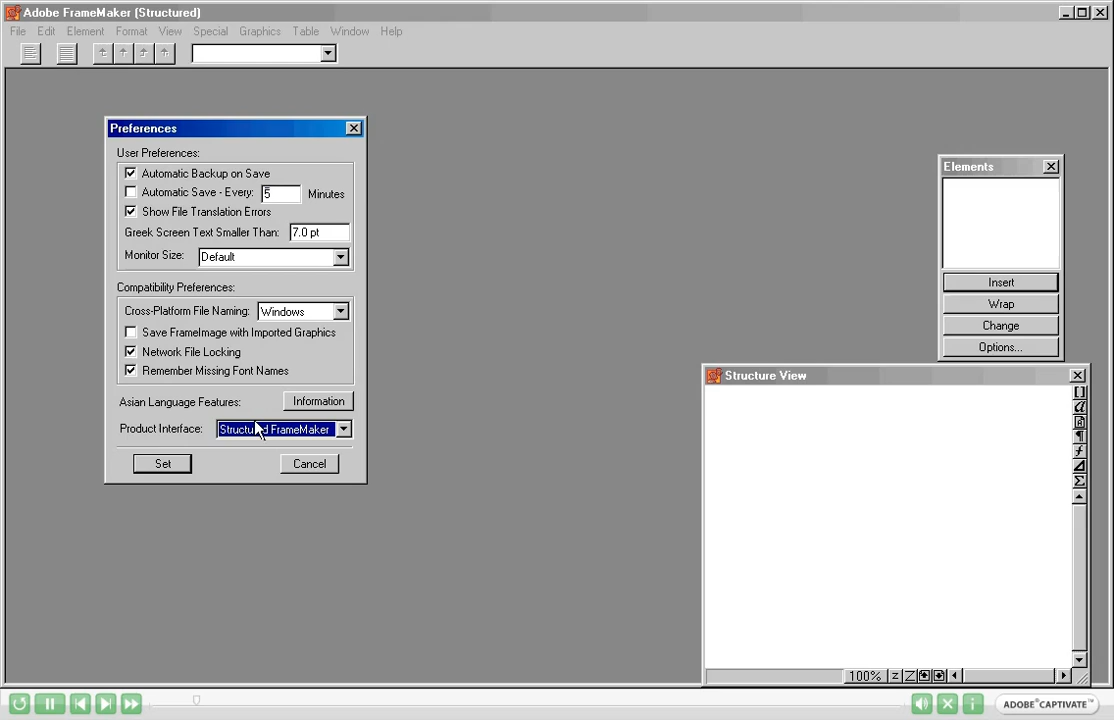 Adobe FrameMaker (Structured)
File Edit Element Format View Special Graphics Table Window Help
Preferences
User Preferences:
Automatic Backup on Save
Automatic Save - Every: 5 Minutes
Show File Translation Errors
Greek Screen Text Smaller Than: 7.0 pt
Monitor Size: Default
Compatibility Preferences:
Cross-Platform File Naming: Windows
Save FrameImage with Imported Graphics
Network File Locking
Remember Missing Font Names
Asian Language Features: Information
Product Interface: Structured FrameMaker
Set Cancel
Elements
Insert
Wrap
Change
Options...
Structure View
100%
ADOBE® CAPTIVATE™